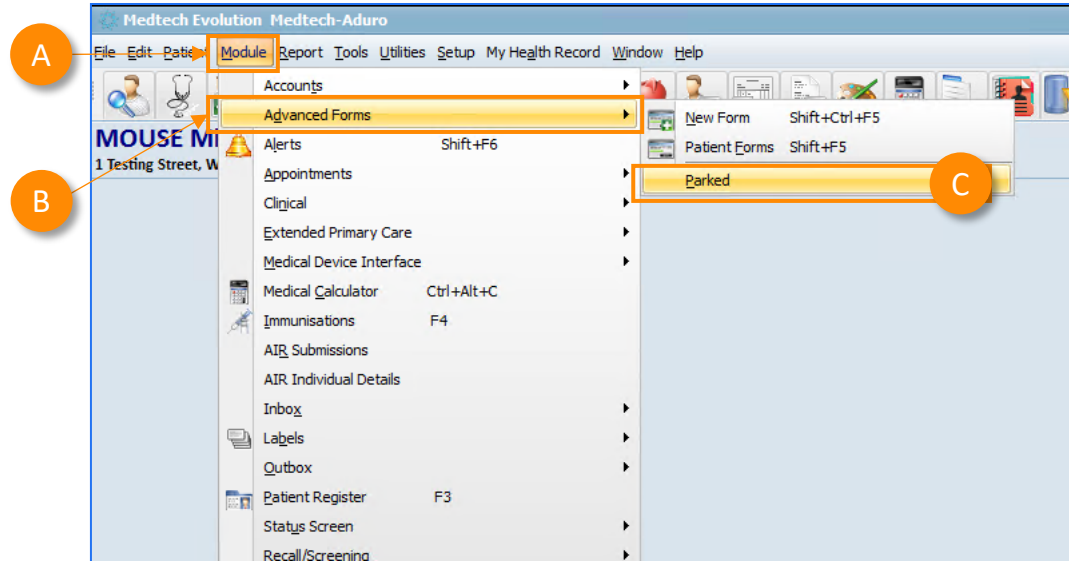 Medtech Evolution Medtech-Aduro
A
File Edit Patient Module Report Tools Utilities Setup My Health Record Window Help
Accounts
Advanced Forms
New Form Shift+Ctrl+F5
MOUSE
Alerts Shift+F6
Patient Forms Shift+F5
1 Testing Street, W
Appointments
Parked
C
B
Clinical
Extended Primary Care
Medical Device Interface
Medical Calculator Ctrl+Alt+C
Immunisations F4
AIR Submissions
AIR Individual Details
Inbox
Labels
Outbox
Patient Register F3
Status Screen
Recall/Screening